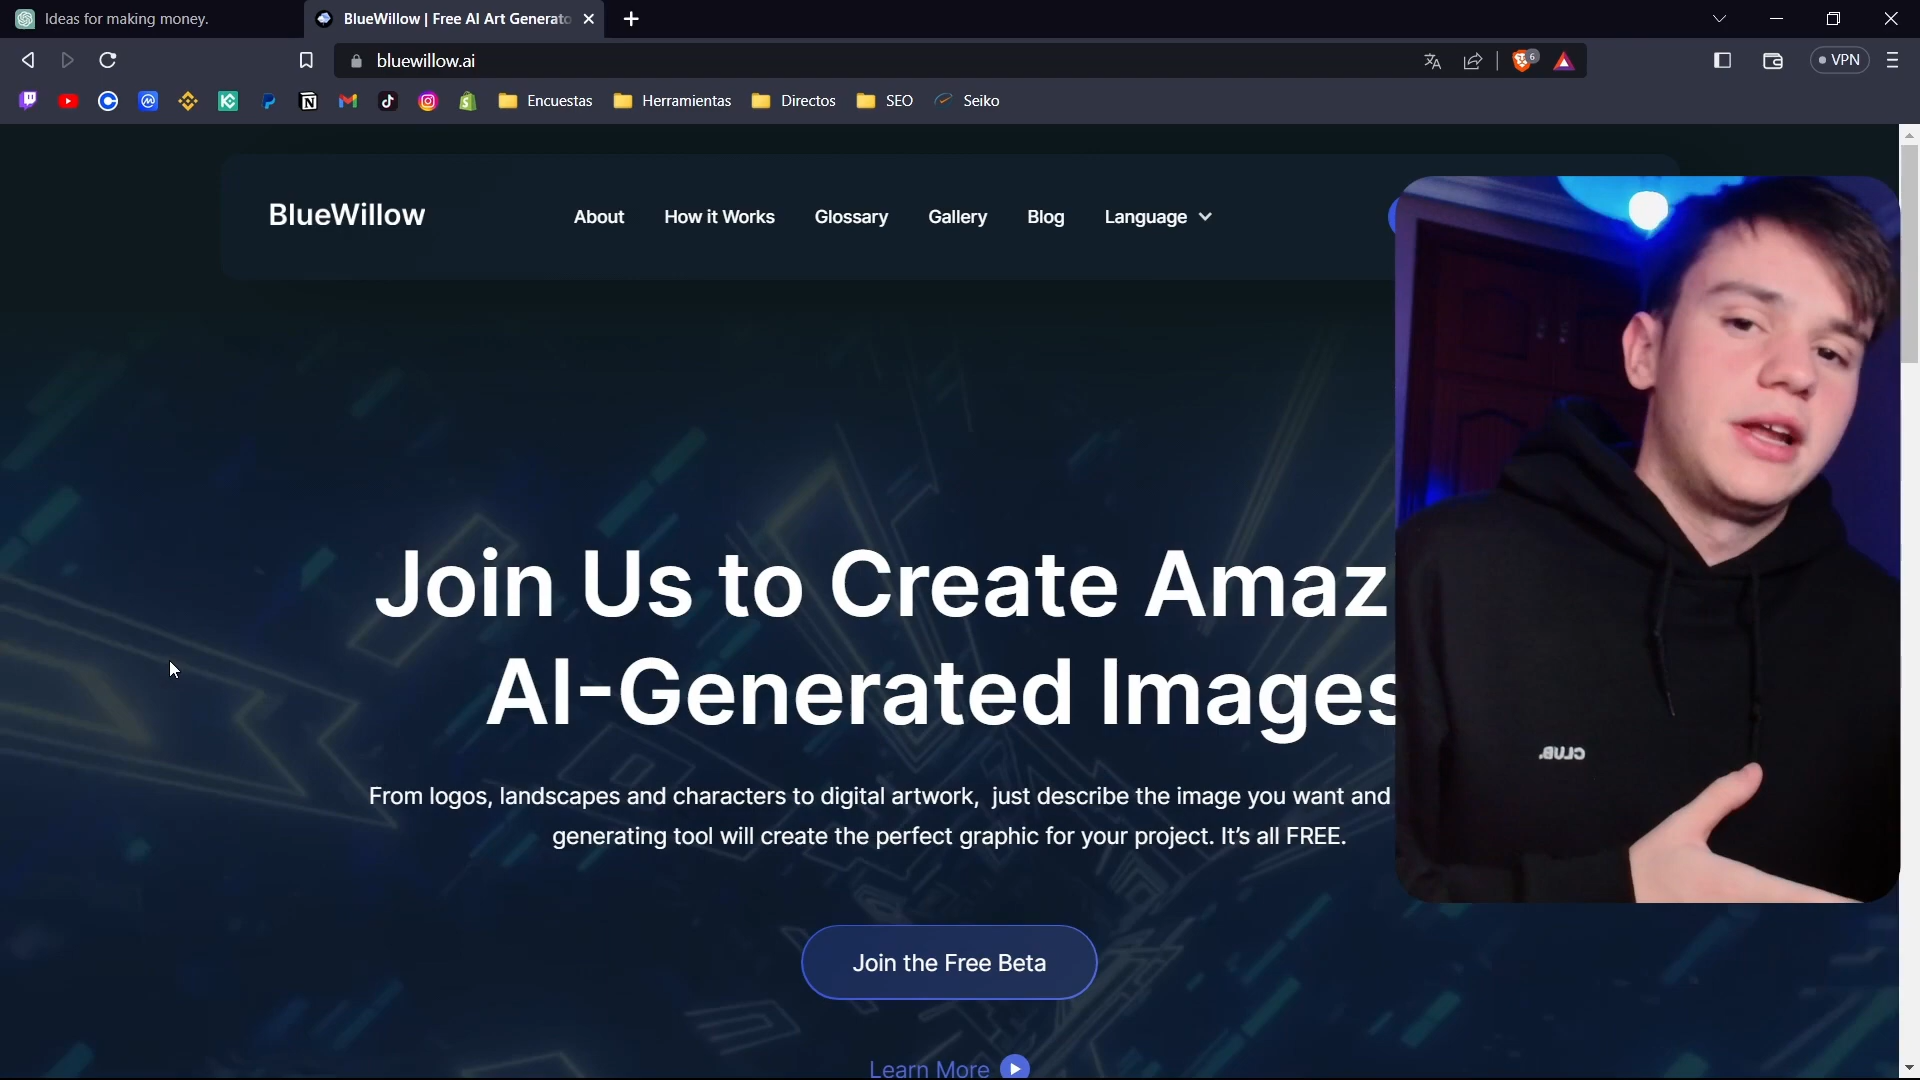 Ideas for making money.
BlueWillow | Free AI Art Generato
bluewillow.ai
6
VPN
Encuestas
Herramientas
Directos
SEO
Seiko
BlueWillow
About
How it Works
Glossary
Gallery
Blog
Language
Join Us to Create Amaz
AI-Generated Images
From logos, landscapes and characters to digital artwork, just describe the image you want and
generating tool will create the perfect graphic for your project. It's all FREE.
CLUB.
Join the Free Beta
Learn More